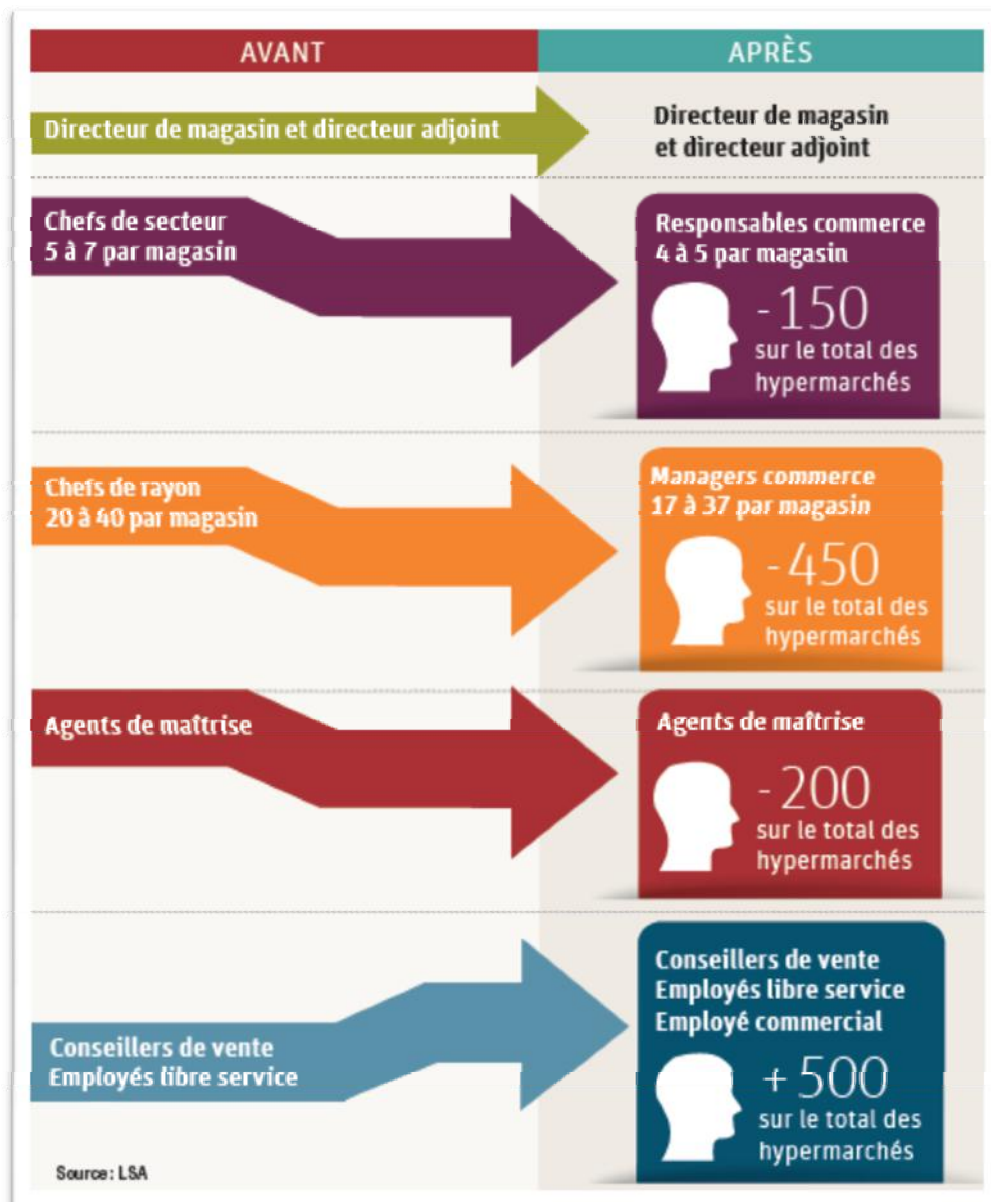 AVANT
APRÈS
Directeur de magasin et directeur adjoint
Directeur de magasin
et directeur adjoint
Chefs de secteur
5 à 7 par magasin
Responsables commerce
4 à 5 par magasin
- 150
sur le total des
hypermarchés
Chefs de rayon
20 à 40 par magasin
Managers commerce
17 à 37 par magasin
- 450
sur le total des
hypermarchés
Agents de maîtrise
Agents de maîtrise
- 200
sur le total des
hypermarchés
Conseillers de vente
Employés libre service
Conseillers de vente
Employés libre service
Employé commercial
+ 500
sur le total des
hypermarchés
Source : LSA